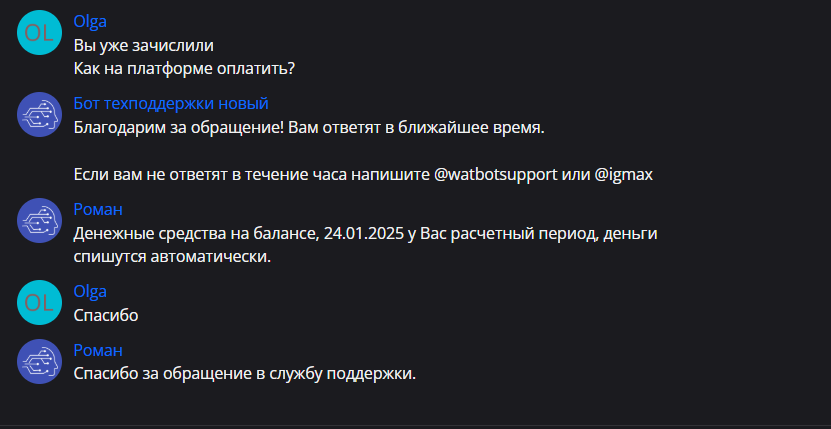 OL
Olga
Вы уже зачислили
Как на платформе оплатить?
Бот техподдержки новый
Благодарим за обращение! Вам ответят в ближайшее время.
Если вам не ответят в течение часа напишите @watbotsupport или @igmax
Роман
Денежные средства на балансе, 24.01.2025 у Вас расчетный период, деньги
спишутся автоматически.
OL
Olga
Спасибо
Роман
Спасибо за обращение в службу поддержки.